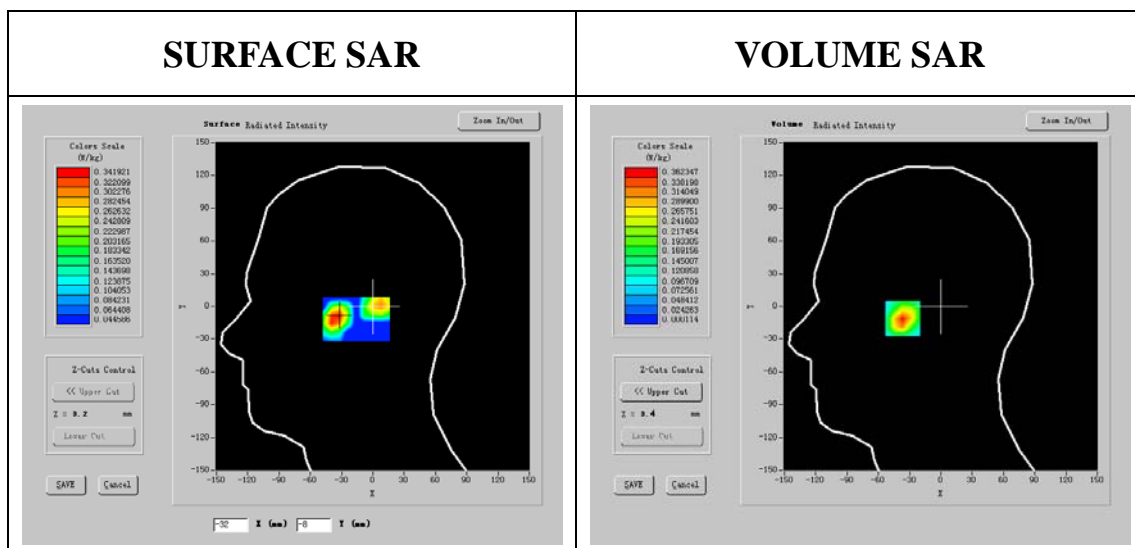 SURFACE SAR
VOLUME SAR
Surface Radiated Intensity
Zoom In/Out
Colors Scale
(W/kg)
0.341921
0.322099
0.302276
0.282454
0.262632
0.242809
0.222987
0.203165
0.183342
0.163520
0.143698
0.123875
0.104053
0.084231
0.064408
0.044586
150
120
90
60
30
0
-30
-60
-90
-120
-150
Y
-150 -120 -90 -60 -30 0 30 60 90 120 150
X
Z-Cuts Control
<< Upper Cut
Z = 0.2 mm
Lower Cut
SAVE
Cancel
-32 X (mm) -8 Y (mm)
Volume Radiated Intensity
Zoom In/Out
Colors Scale
(W/kg)
0.362347
0.338198
0.314049
0.289900
0.265751
0.241603
0.217454
0.193305
0.169156
0.145007
0.120858
0.096709
0.072561
0.048412
0.024263
0.000114
150
120
90
60
30
0
-30
-60
-90
-120
-150
Y
-150 -120 -90 -60 -30 0 30 60 90 120 150
X
Z-Cuts Control
<< Upper Cut
Z = 0.4 mm
Lower Cut
SAVE
Cancel